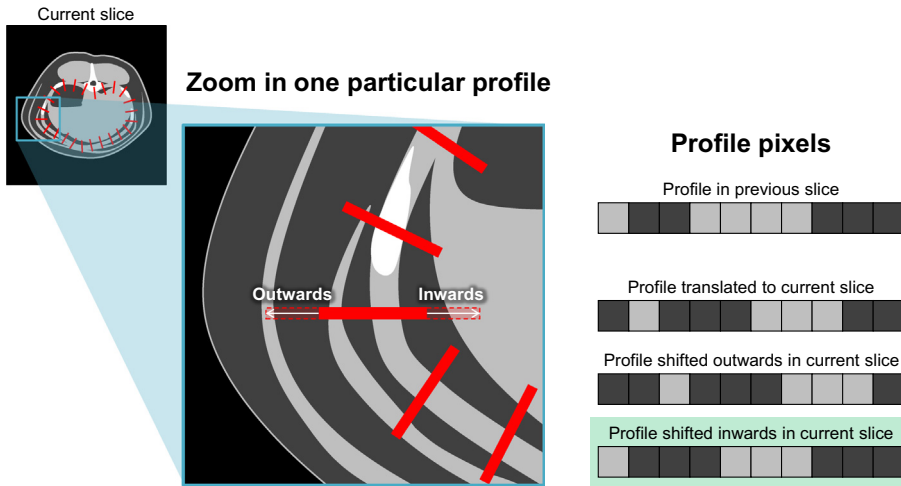 Current slice
Zoom in one particular profile
Outwards
Inwards
Profile pixels
Profile in previous slice
Profile translated to current slice
Profile shifted outwards in current slice
Profile shifted inwards in current slice